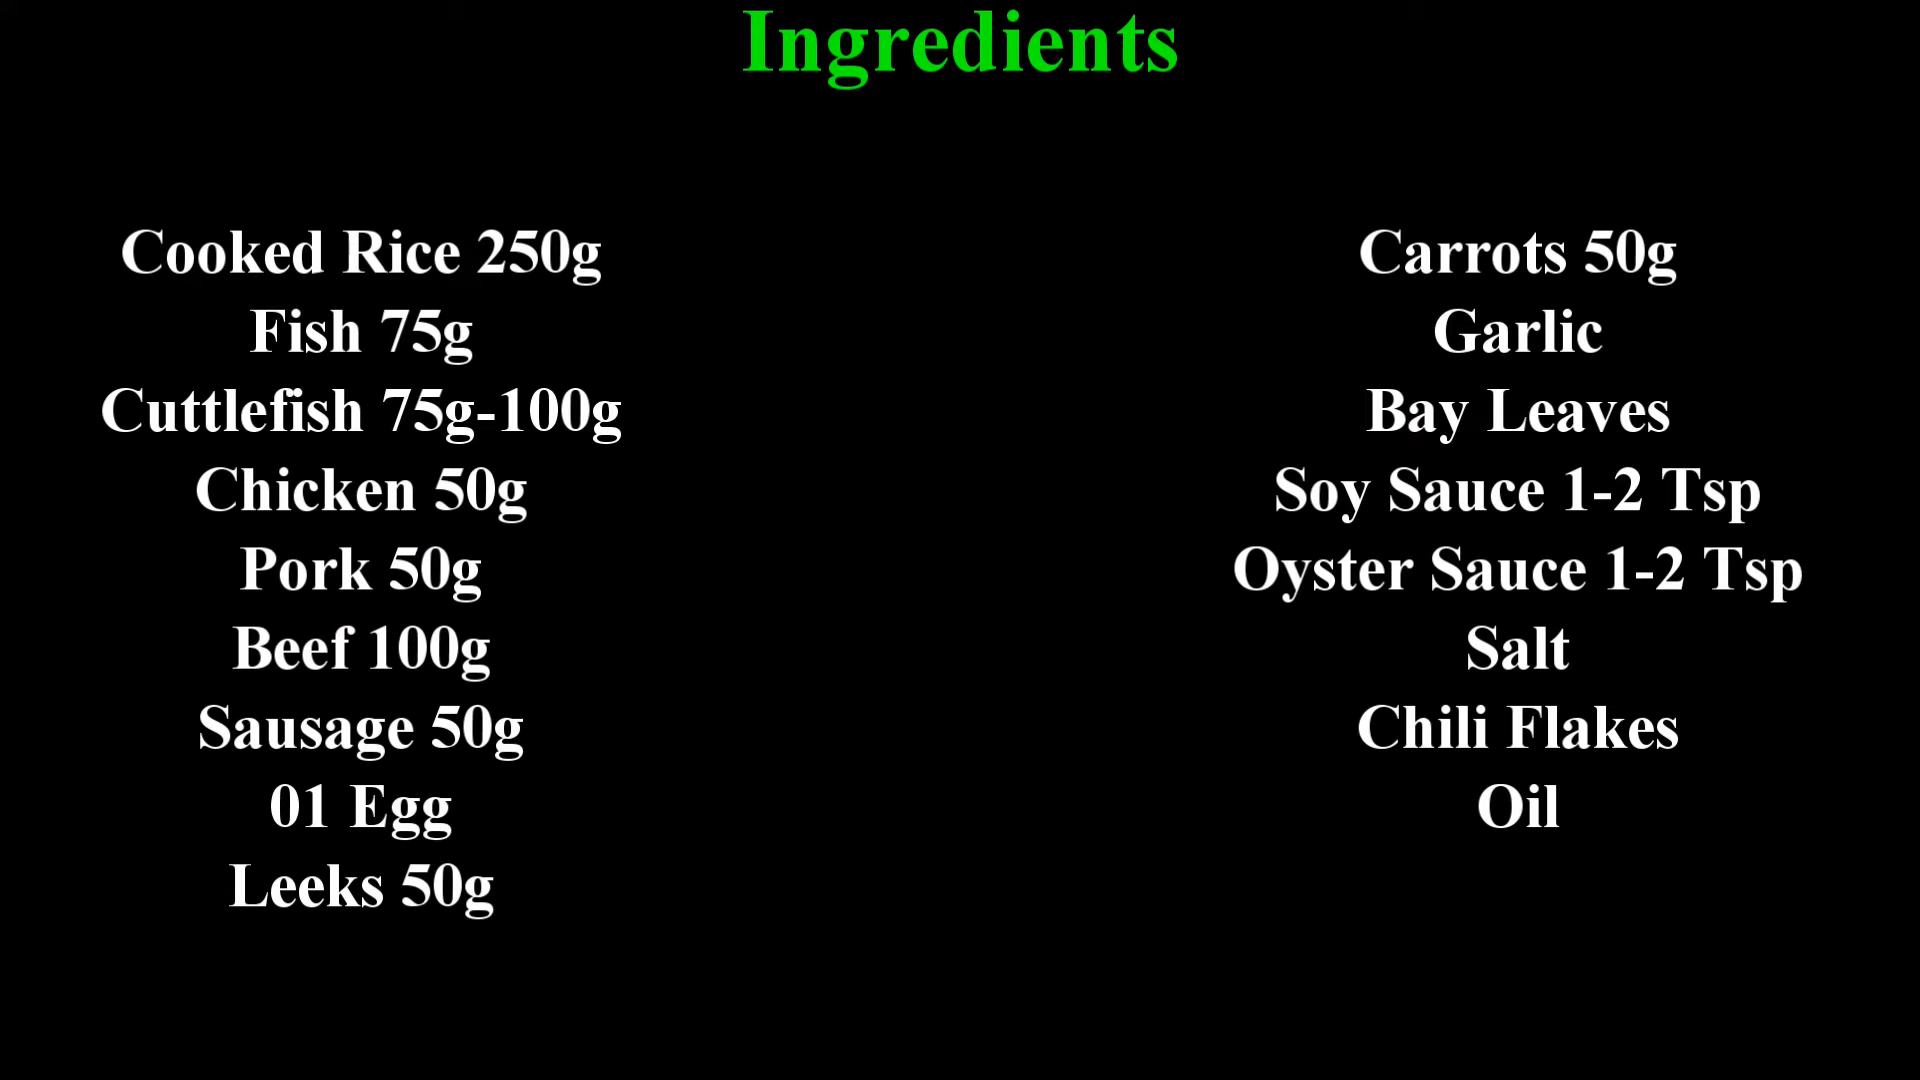 Ingredients
Cooked Rice 250g
Fish 75g
Cuttlefish 75g-100g
Chicken 50g
Pork 50g
Beef 100g
Sausage 50g
01 Egg
Leeks 50g
Carrots 50g
Garlic
Bay Leaves
Soy Sauce 1-2 Tsp
Oyster Sauce 1-2 Tsp
Salt
Chili Flakes
Oil